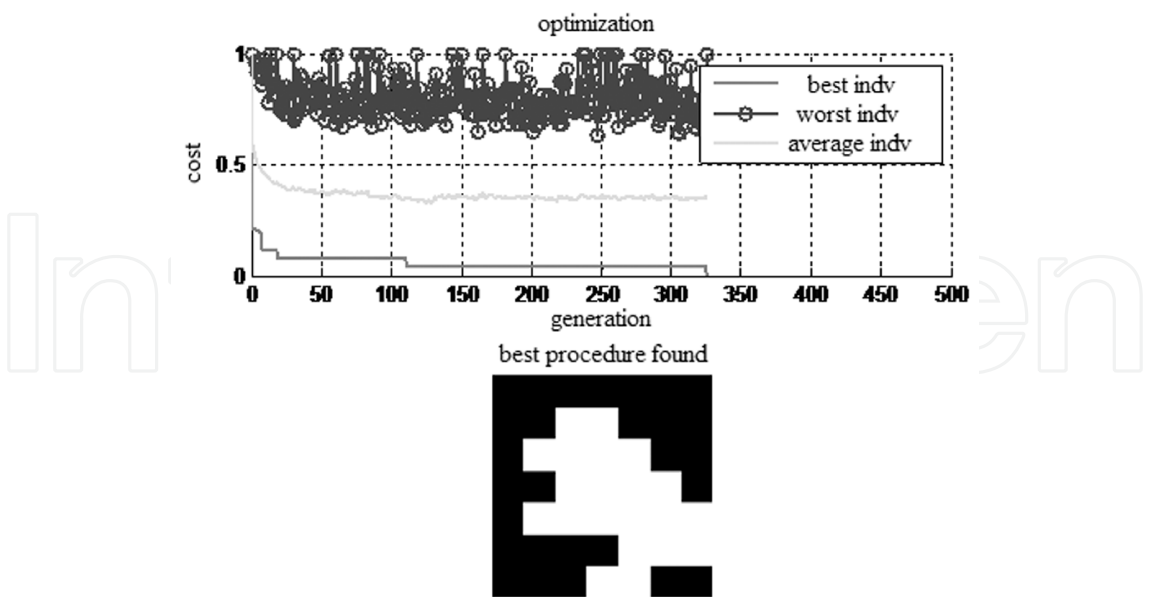 optimization
1
best indv
worst indv
average indv
cost
0.5
0
0 50 100 150 200 250 300 350 400 450 500
generation
best procedure found